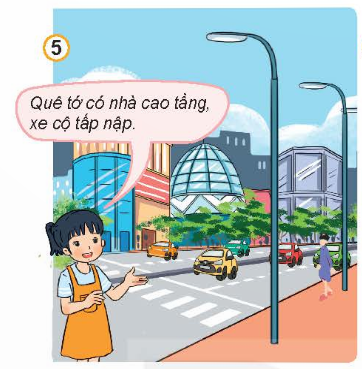 5
Quê tớ có nhà cao tầng,
xe cộ tấp nập.